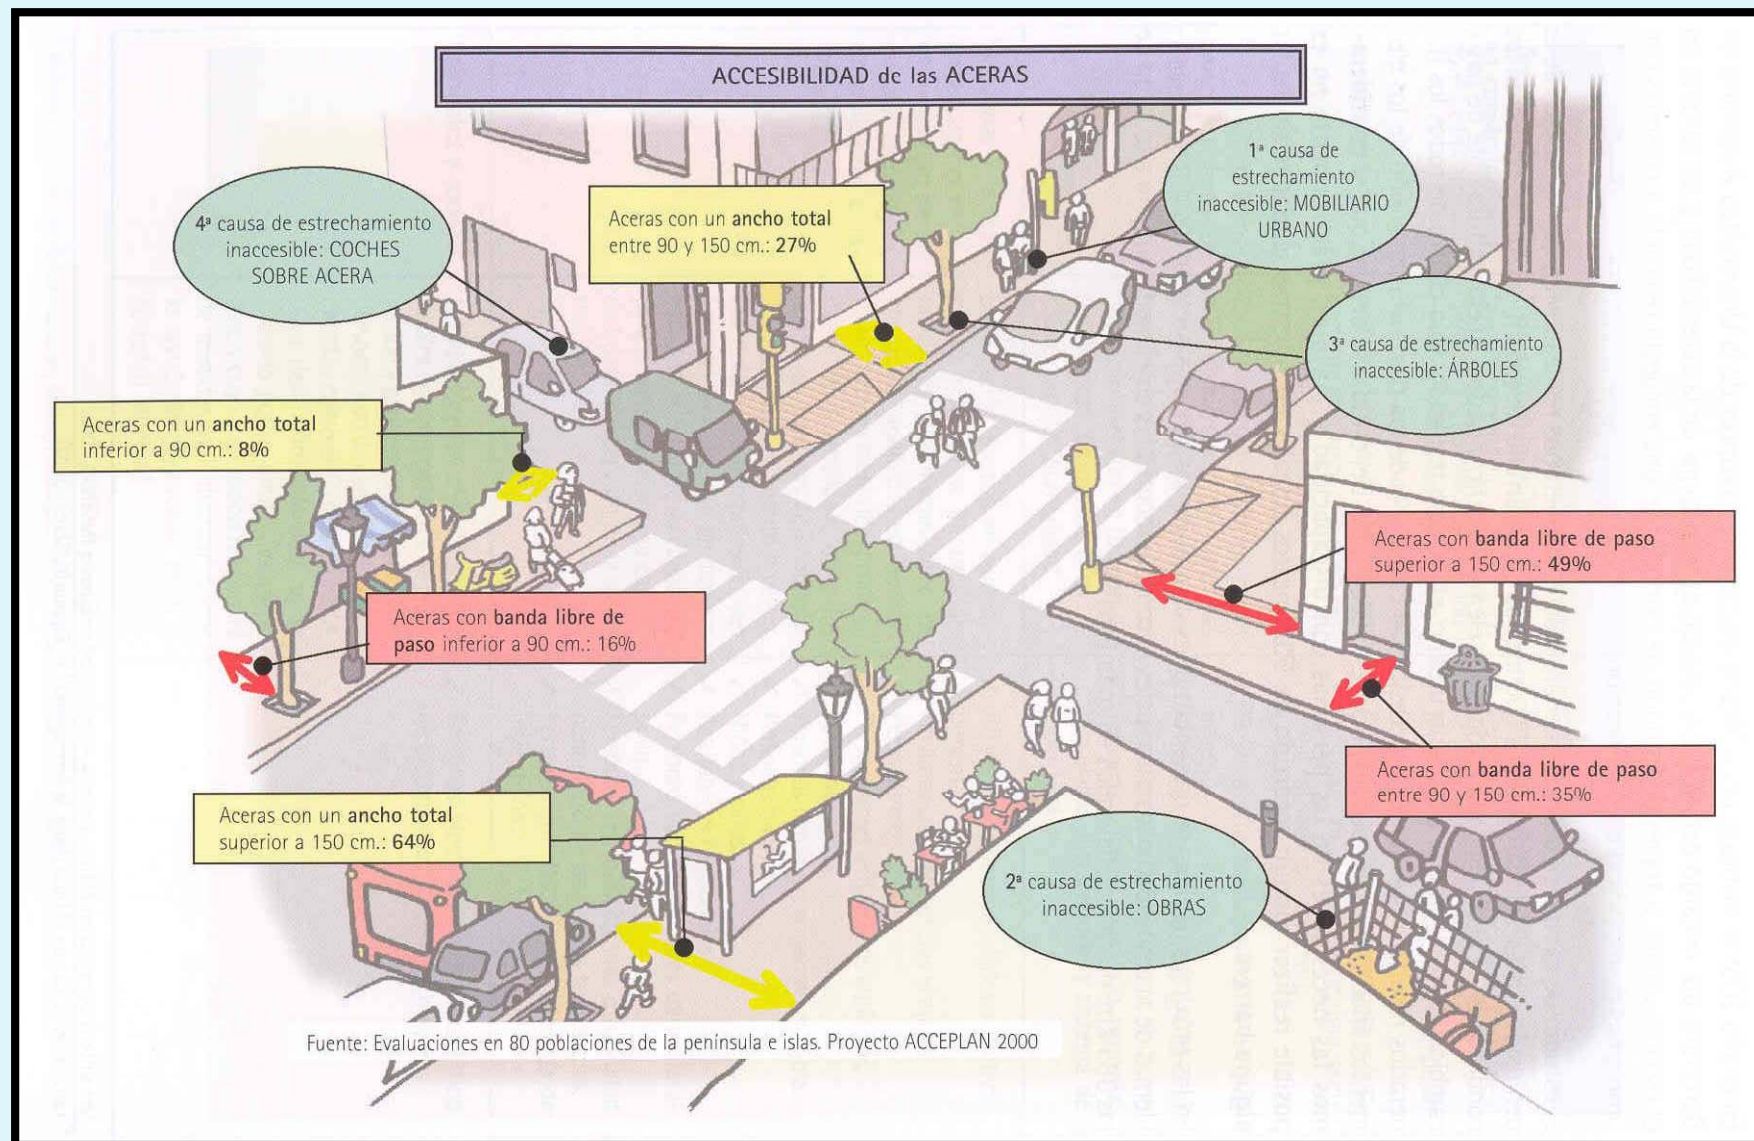 ACCESIBILIDAD de las ACERAS
1ª causa de
estrechamiento
inaccesible: MOBILIARIO
URBANO
4ª causa de estrechamiento
inaccesible: COCHES
SOBRE ACERA
Aceras con un ancho total
entre 90 y 150 cm.: 27%
3ª causa de estrechamiento
inaccesible: ÁRBOLES
Aceras con un ancho total
inferior a 90 cm.: 8%
Aceras con banda libre de paso
superior a 150 cm.: 49%
Aceras con banda libre de
paso inferior a 90 cm.: 16%
Aceras con banda libre de paso
entre 90 y 150 cm.: 35%
Aceras con un ancho total
superior a 150 cm.: 64%
2ª causa de estrechamiento
inaccesible: OBRAS
Fuente: Evaluaciones en 80 poblaciones de la península e islas. Proyecto ACCEPLAN 2000